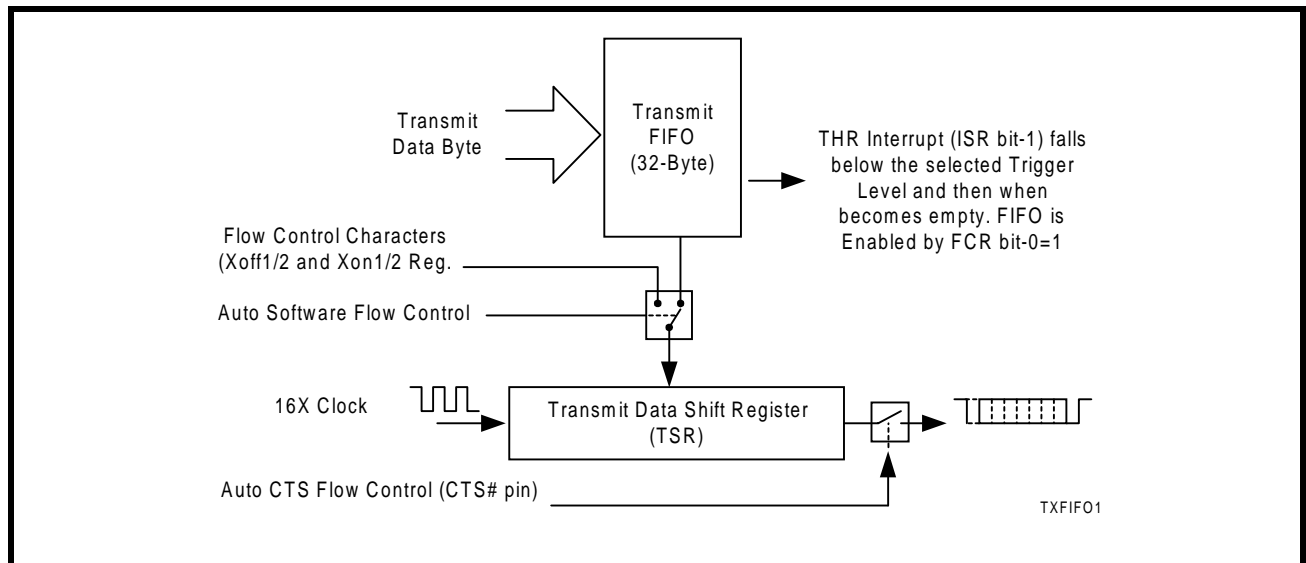 Transmit
FIFO
(32-Byte)
Transmit
Data Byte
THR Interrupt (ISR bit-1) falls
below the selected Trigger
Level and then when
becomes empty. FIFO is
Enabled by FCR bit-0=1
Flow Control Characters
(Xoff1/2 and Xon1/2 Reg.
Auto Software Flow Control
16X Clock
Transmit Data Shift Register
(TSR)
Auto CTS Flow Control (CTS# pin)
TXFIFO1